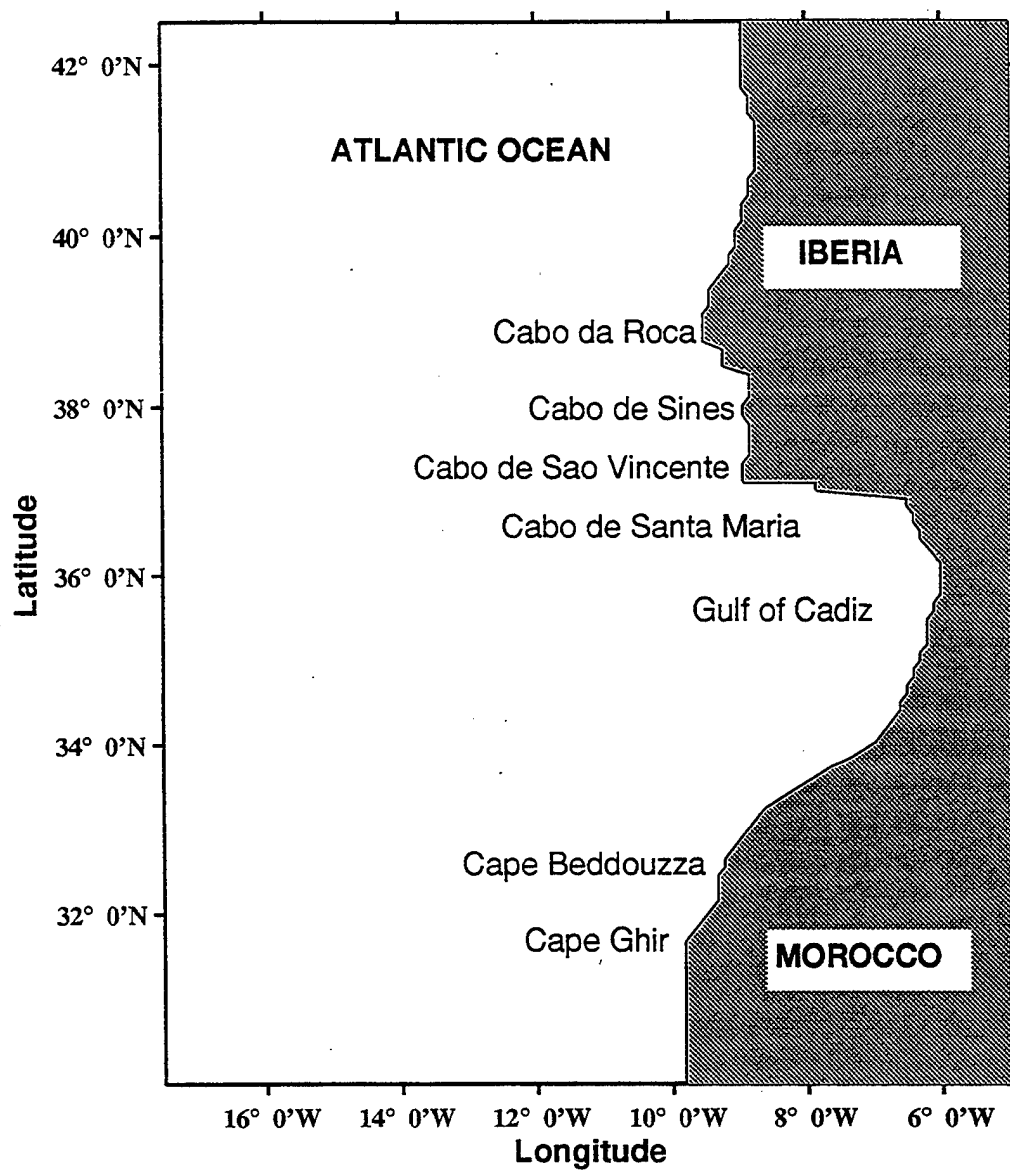 42° 0'N
ATLANTIC OCEAN
40° 0'N
IBERIA
Cabo da Roca
38° 0'N
Cabo de Sines
Cabo de Sao Vincente
Cabo de Santa Maria
Latitude
36° 0'N
Gulf of Cadiz
34° 0'N
Cape Beddouzza
32° 0'N
Cape Ghir
MOROCCO
16° 0'W 14° 0'W 12° 0'W 10° 0'W 8° 0'W 6° 0'W
Longitude